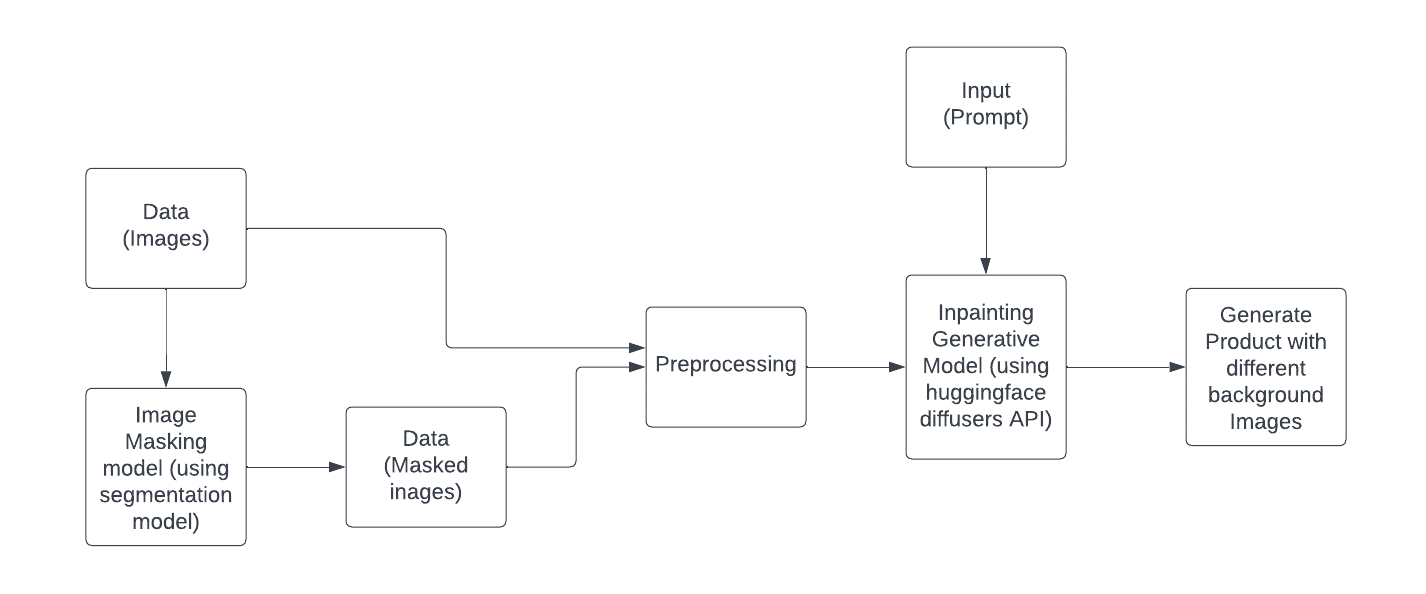 Input
(Prompt)
Data
(Images)
Image
Masking
model (using
segmentation
model)
Data
(Masked
inages)
Preprocessing
Inpainting
Generative
Model (using
huggingface
diffusers API)
Generate
Product with
different
background
Images